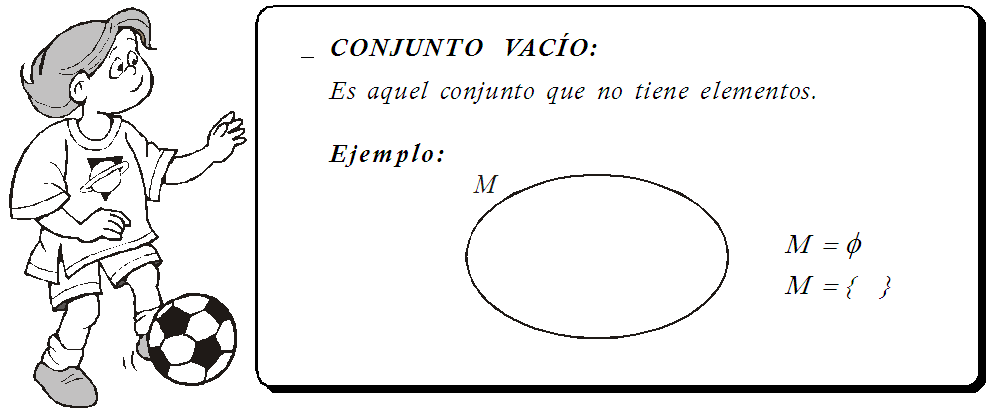 _ CONJUNTO VACÍO:
Es aquel conjunto que no tiene elementos.
Ejemplo:
M
M = ϕ
M = { }